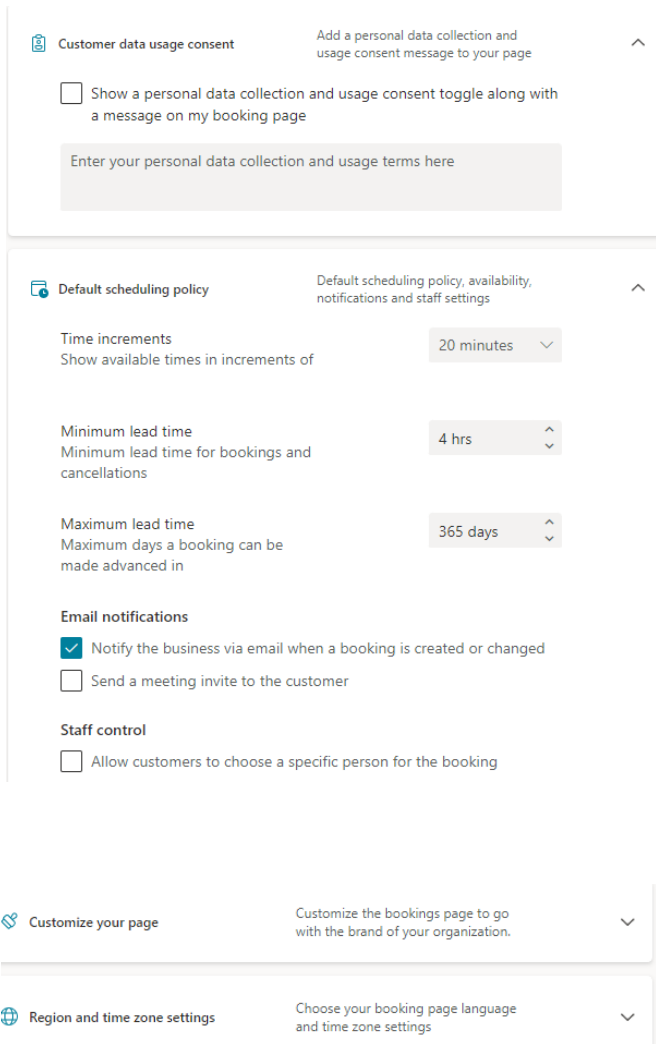 Customer data usage consent
Add a personal data collection and
usage consent message to your page
Show a personal data collection and usage consent toggle along with
a message on my booking page
Enter your personal data collection and usage terms here
Default scheduling policy
Default scheduling policy, availability,
notifications and staff settings
Time increments
Show available times in increments of
20 minutes
Minimum lead time
Minimum lead time for bookings and
cancellations
4 hrs
Maximum lead time
Maximum days a booking can be
made advanced in
365 days
Email notifications
Notify the business via email when a booking is created or changed
Send a meeting invite to the customer
Staff control
Allow customers to choose a specific person for the booking
Customize your page
Customize the bookings page to go
with the brand of your organization.
Region and time zone settings
Choose your booking page language
and time zone settings